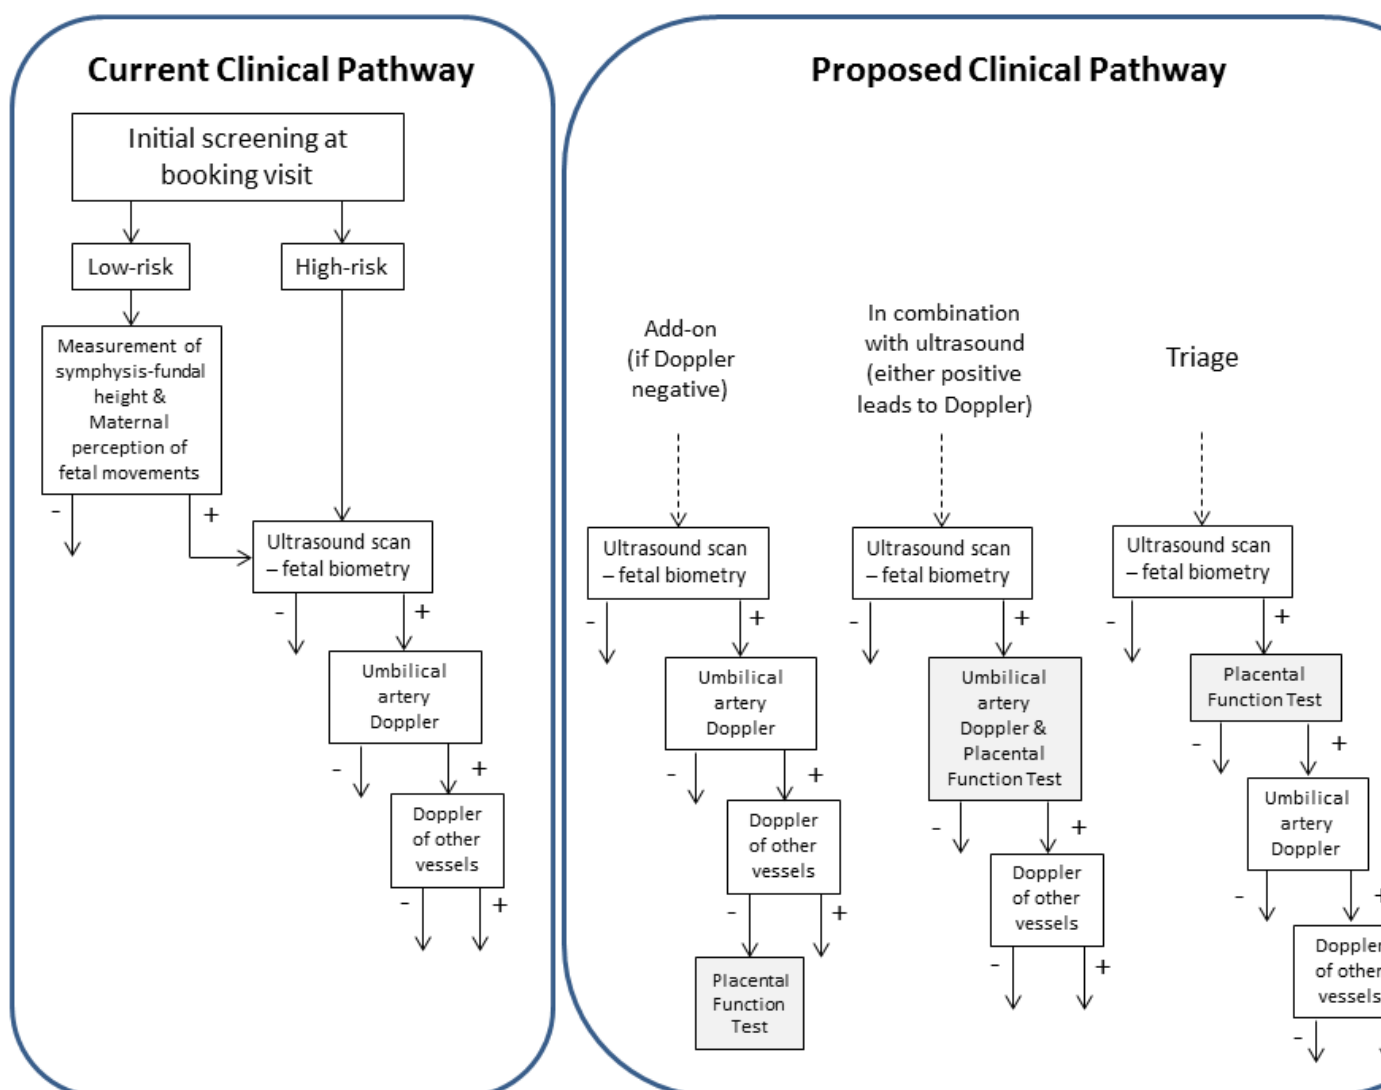 Current Clinical Pathway
Initial screening at
booking visit
Low-risk
High-risk
Measurement of
symphysis-fundal
height &
Maternal
perception of
fetal movements
-
+
Ultrasound scan
– fetal biometry
-
+
Umbilical
artery
Doppler
-
+
Doppler
of other
vessels
-
+
Proposed Clinical Pathway
Add-on
(if Doppler
negative)
Ultrasound scan
– fetal biometry
-
+
Umbilical
artery
Doppler
-
+
Doppler
of other
vessels
-
+
Placental
Function
Test
In combination
with ultrasound
(either positive
leads to Doppler)
Ultrasound scan
– fetal biometry
-
+
Umbilical
artery
Doppler &
Placental
Function Test
-
+
Doppler
of other
vessels
-
+
Triage
Ultrasound scan
– fetal biometry
-
+
Placental
Function Test
-
+
Umbilical
artery
Doppler
-
+
Doppler
of other
vessels
-